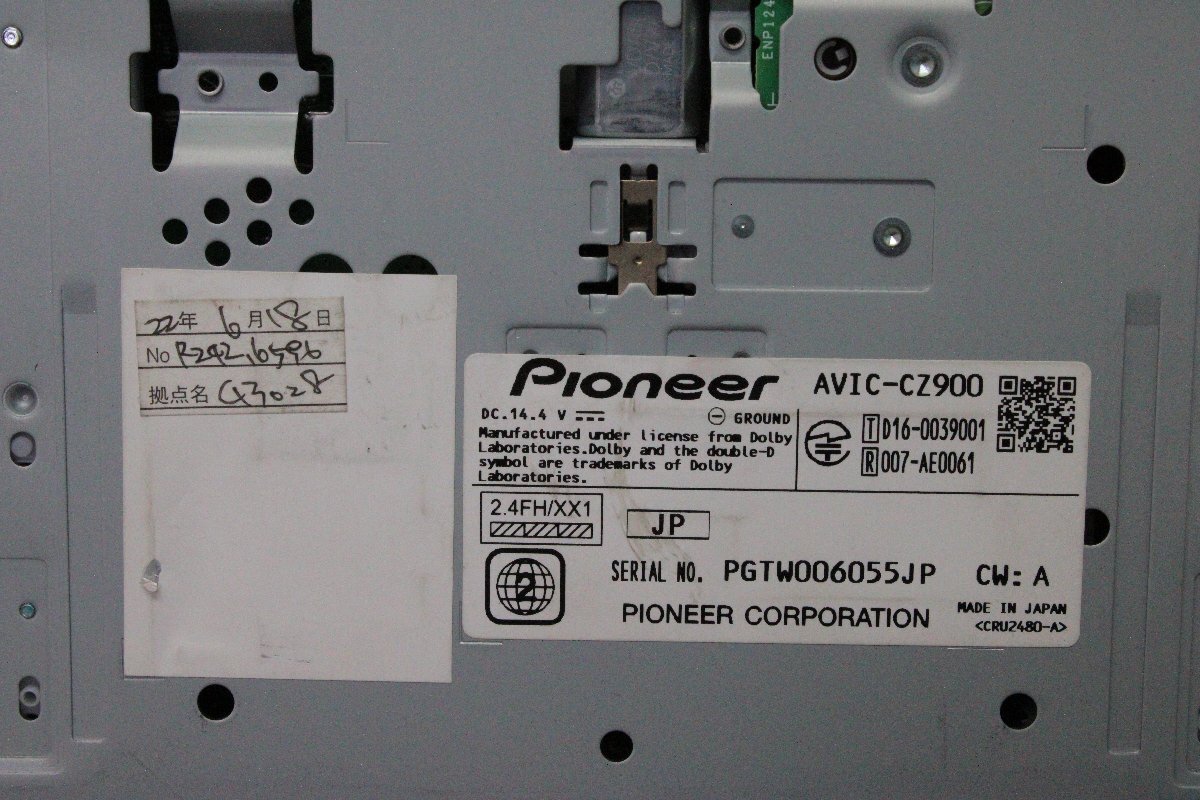 ENP124
22年 6月18日
No R242,6596
拠点名 G3028
Pioneer AVIC-CZ900
DC.14.4 V GROUND
Manufactured under license from Dolby
Laboratories.Dolby and the double-D
symbol are trademarks of Dolby
Laboratories.
T D16-0039001
R 007-AE0061
2.4FH/XX1
JP
2
SERIAL NO. PGTW006055JP CW: A
PIONEER CORPORATION
MADE IN JAPAN
<CRU2480-A>